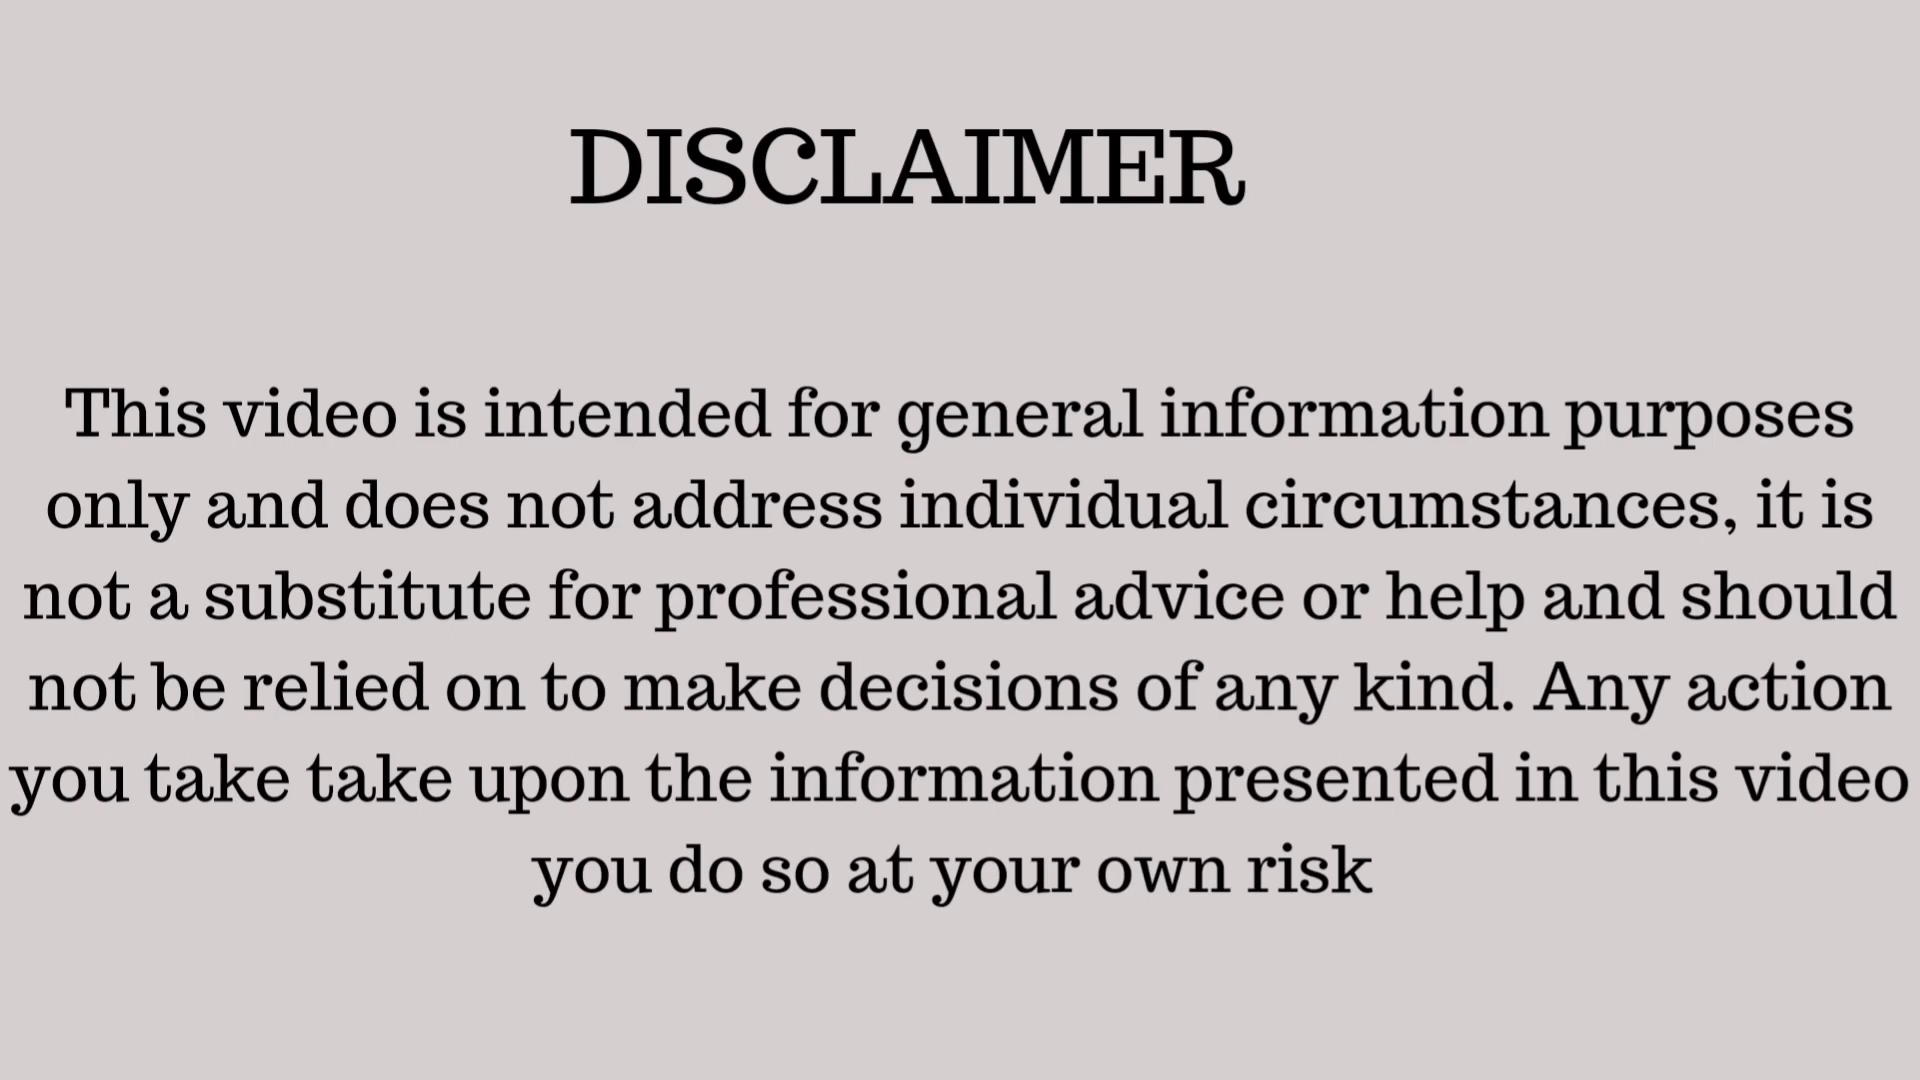 DISCLAIMER
This video is intended for general information purposes
only and does not address individual circumstances, it is
not a substitute for professional advice or help and should
not be relied on to make decisions of any kind. Any action
you take take upon the information presented in this video
you do so at your own risk